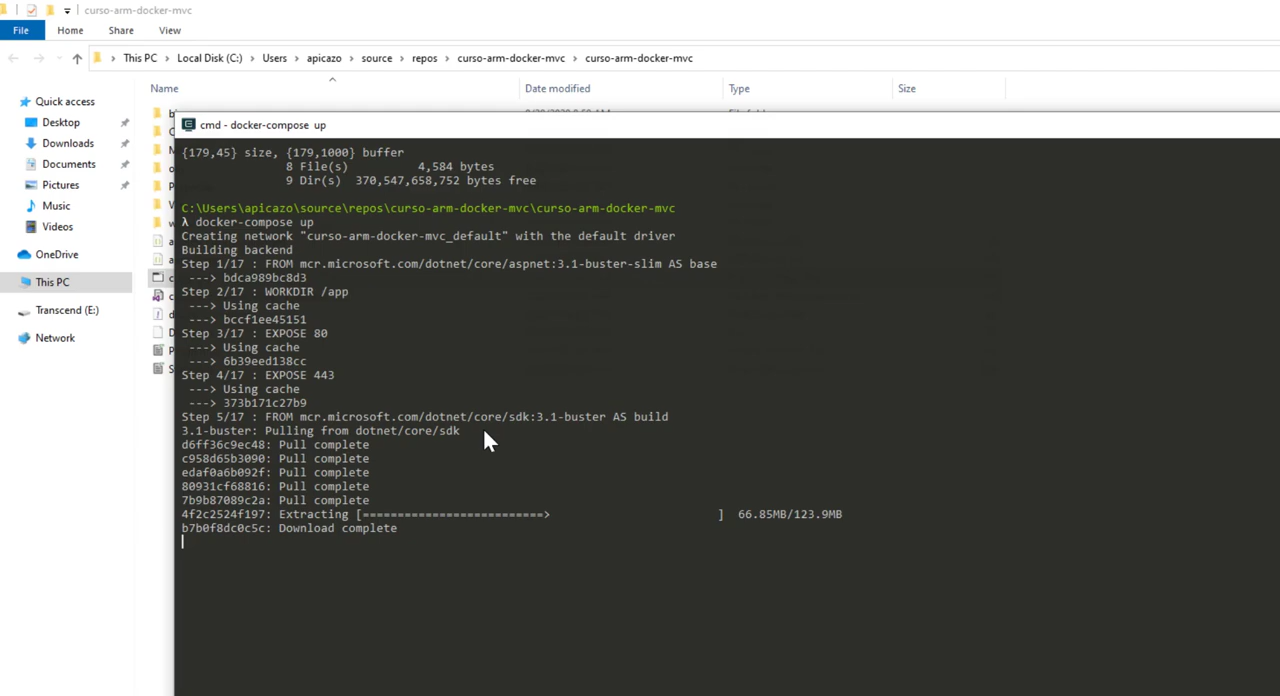 curso-arm-docker-mvc
File Home Share View
This PC Local Disk (C:) Users apicazo source repos curso-arm-docker-mvc curso-arm-docker-mvc
Name Date modified Type Size
Quick access
Desktop
Downloads
Documents
Pictures
Music
Videos
OneDrive
This PC
Transcend (E:)
Network
cmd - docker-compose up
{179,45} size, {179,1000} buffer
8 File(s) 4,584 bytes
9 Dir(s) 370,547,658,752 bytes free
C:\Users\apicazo\source\repos\curso-arm-docker-mvc\curso-arm-docker-mvc
λ docker-compose up
Creating network "curso-arm-docker-mvc_default" with the default driver
Building backend
Step 1/17 : FROM mcr.microsoft.com/dotnet/core/aspnet:3.1-buster-slim AS base
---> bdca989bc8d3
Step 2/17 : WORKDIR /app
---> Using cache
---> bccf1ee45151
Step 3/17 : EXPOSE 80
---> Using cache
---> 6b39eed138cc
Step 4/17 : EXPOSE 443
---> Using cache
---> 373b171c27b9
Step 5/17 : FROM mcr.microsoft.com/dotnet/core/sdk:3.1-buster AS build
3.1-buster: Pulling from dotnet/core/sdk
d6ff36c9ec48: Pull complete
c958d65b3090: Pull complete
edaf0a6b092f: Pull complete
80931cf68816: Pull complete
7b9b87089c2a: Pull complete
4f2c2524f197: Extracting [==========================> ] 66.85MB/123.9MB
b7b0f8dc0c5c: Download complete